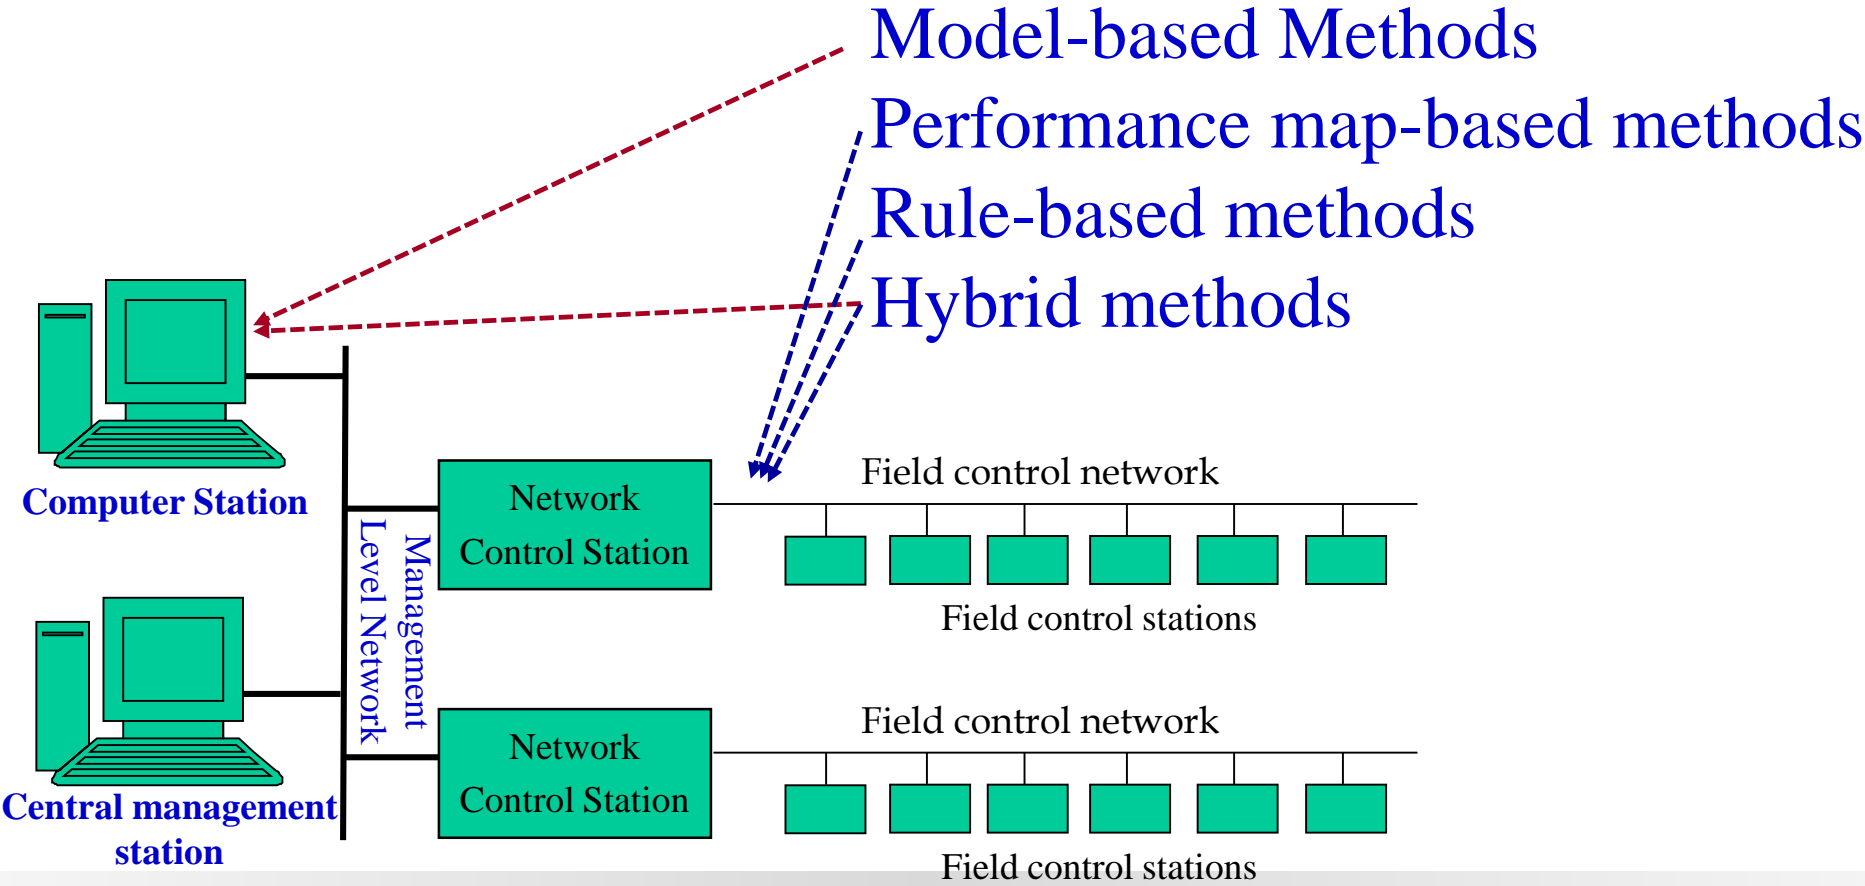 Model-based Methods
Performance map-based methods
Rule-based methods
Hybrid methods
Computer Station
Network
Control Station
Field control network
Field control stations
Management
Level Network
Central management
station
Network
Control Station
Field control network
Field control stations